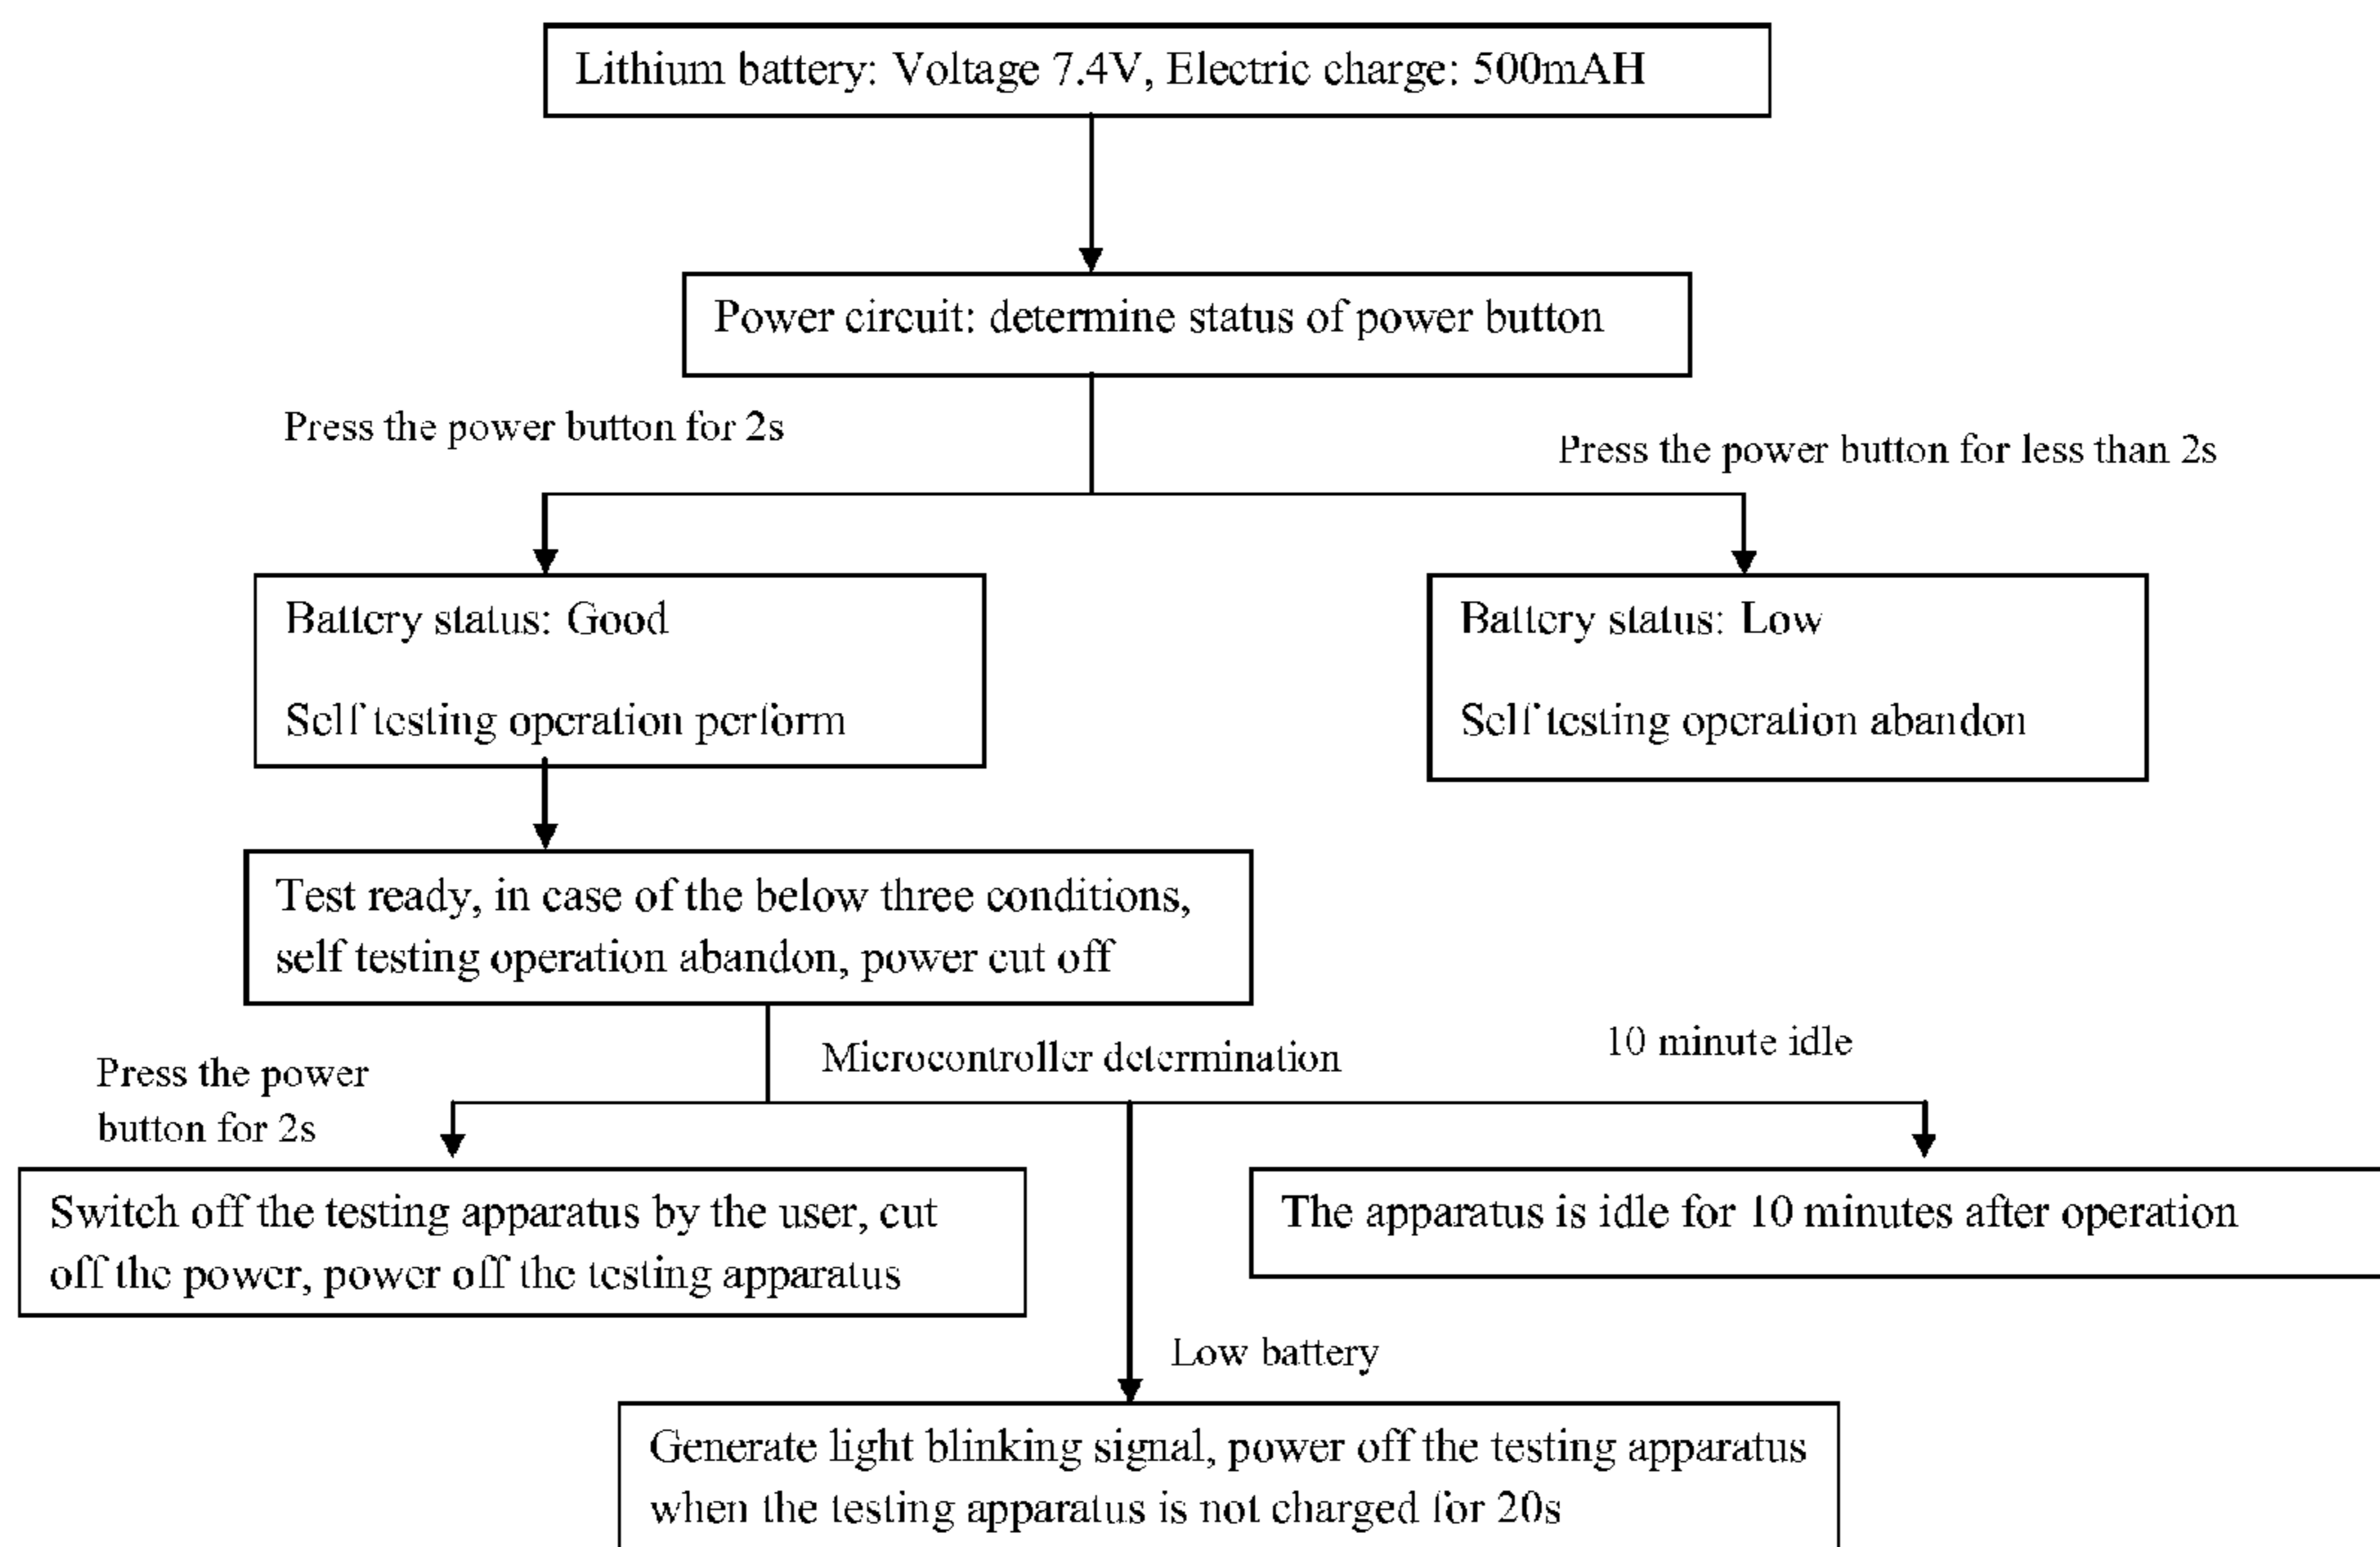 Lithium battery: Voltage 7.4V, Electric charge: 500mAH
Power circuit: determine status of power button
Press the power button for 2s
Press the power button for less than 2s
Battery status: Good
Self testing operation perform
Battery status: Low
Self testing operation abandon
Test ready, in case of the below three conditions,
self testing operation abandon, power cut off
Microcontroller determination
10 minute idle
Press the power
button for 2s
Switch off the testing apparatus by the user, cut
off the power, power off the testing apparatus
The apparatus is idle for 10 minutes after operation
Low battery
Generate light blinking signal, power off the testing apparatus
when the testing apparatus is not charged for 20s